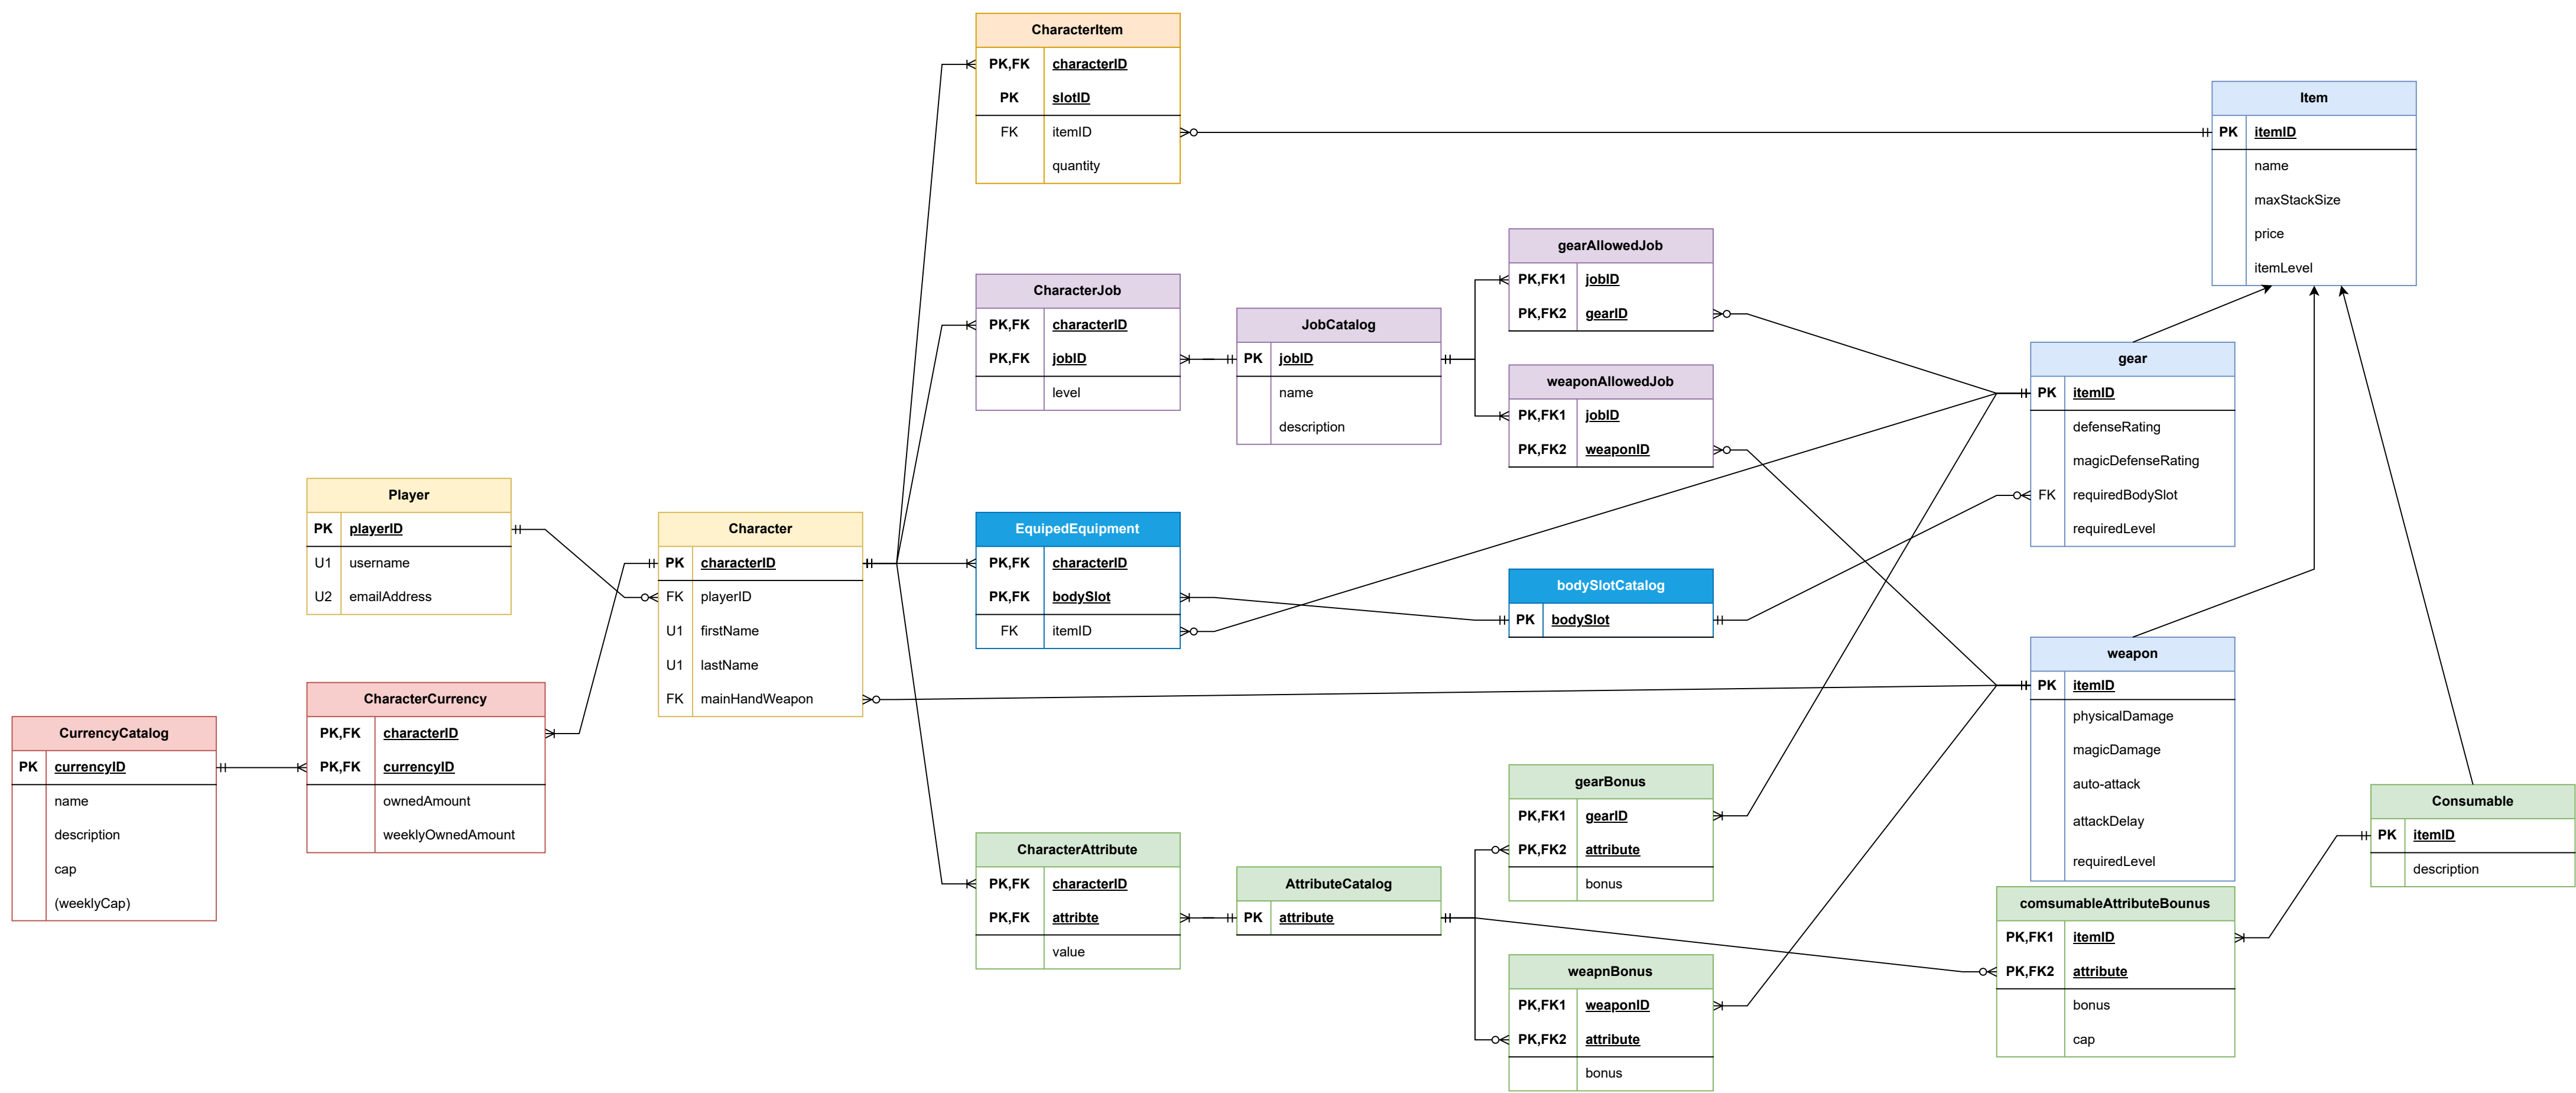 CharacterItem
PK,FK characterID
PK slotID
FK itemID
quantity
Item
PK itemID
name
maxStackSize
price
itemLevel
gearAllowedJob
PK,FK1 jobID
PK,FK2 gearID
CharacterJob
PK,FK characterID
PK,FK jobID
level
JobCatalog
PK jobID
name
description
weaponAllowedJob
PK,FK1 jobID
PK,FK2 weaponID
gear
PK itemID
defenseRating
magicDefenseRating
FK requiredBodySlot
requiredLevel
Player
PK playerID
U1 username
U2 emailAddress
Character
PK characterID
FK playerID
U1 firstName
U1 lastName
FK mainHandWeapon
EquipedEquipment
PK,FK characterID
PK,FK bodySlot
FK itemID
bodySlotCatalog
PK bodySlot
weapon
PK itemID
physicalDamage
magicDamage
auto-attack
attackDelay
requiredLevel
CurrencyCatalog
PK currencyID
name
description
cap
(weeklyCap)
CharacterCurrency
PK,FK characterID
PK,FK currencyID
ownedAmount
weeklyOwnedAmount
gearBonus
PK,FK1 gearID
PK,FK2 attribute
bonus
CharacterAttribute
PK,FK characterID
PK,FK attribte
value
AttributeCatalog
PK attribute
weapnBonus
PK,FK1 weaponID
PK,FK2 attribute
bonus
comsumableAttributeBounus
PK,FK1 itemID
PK,FK2 attribute
bonus
cap
Consumable
PK itemID
description